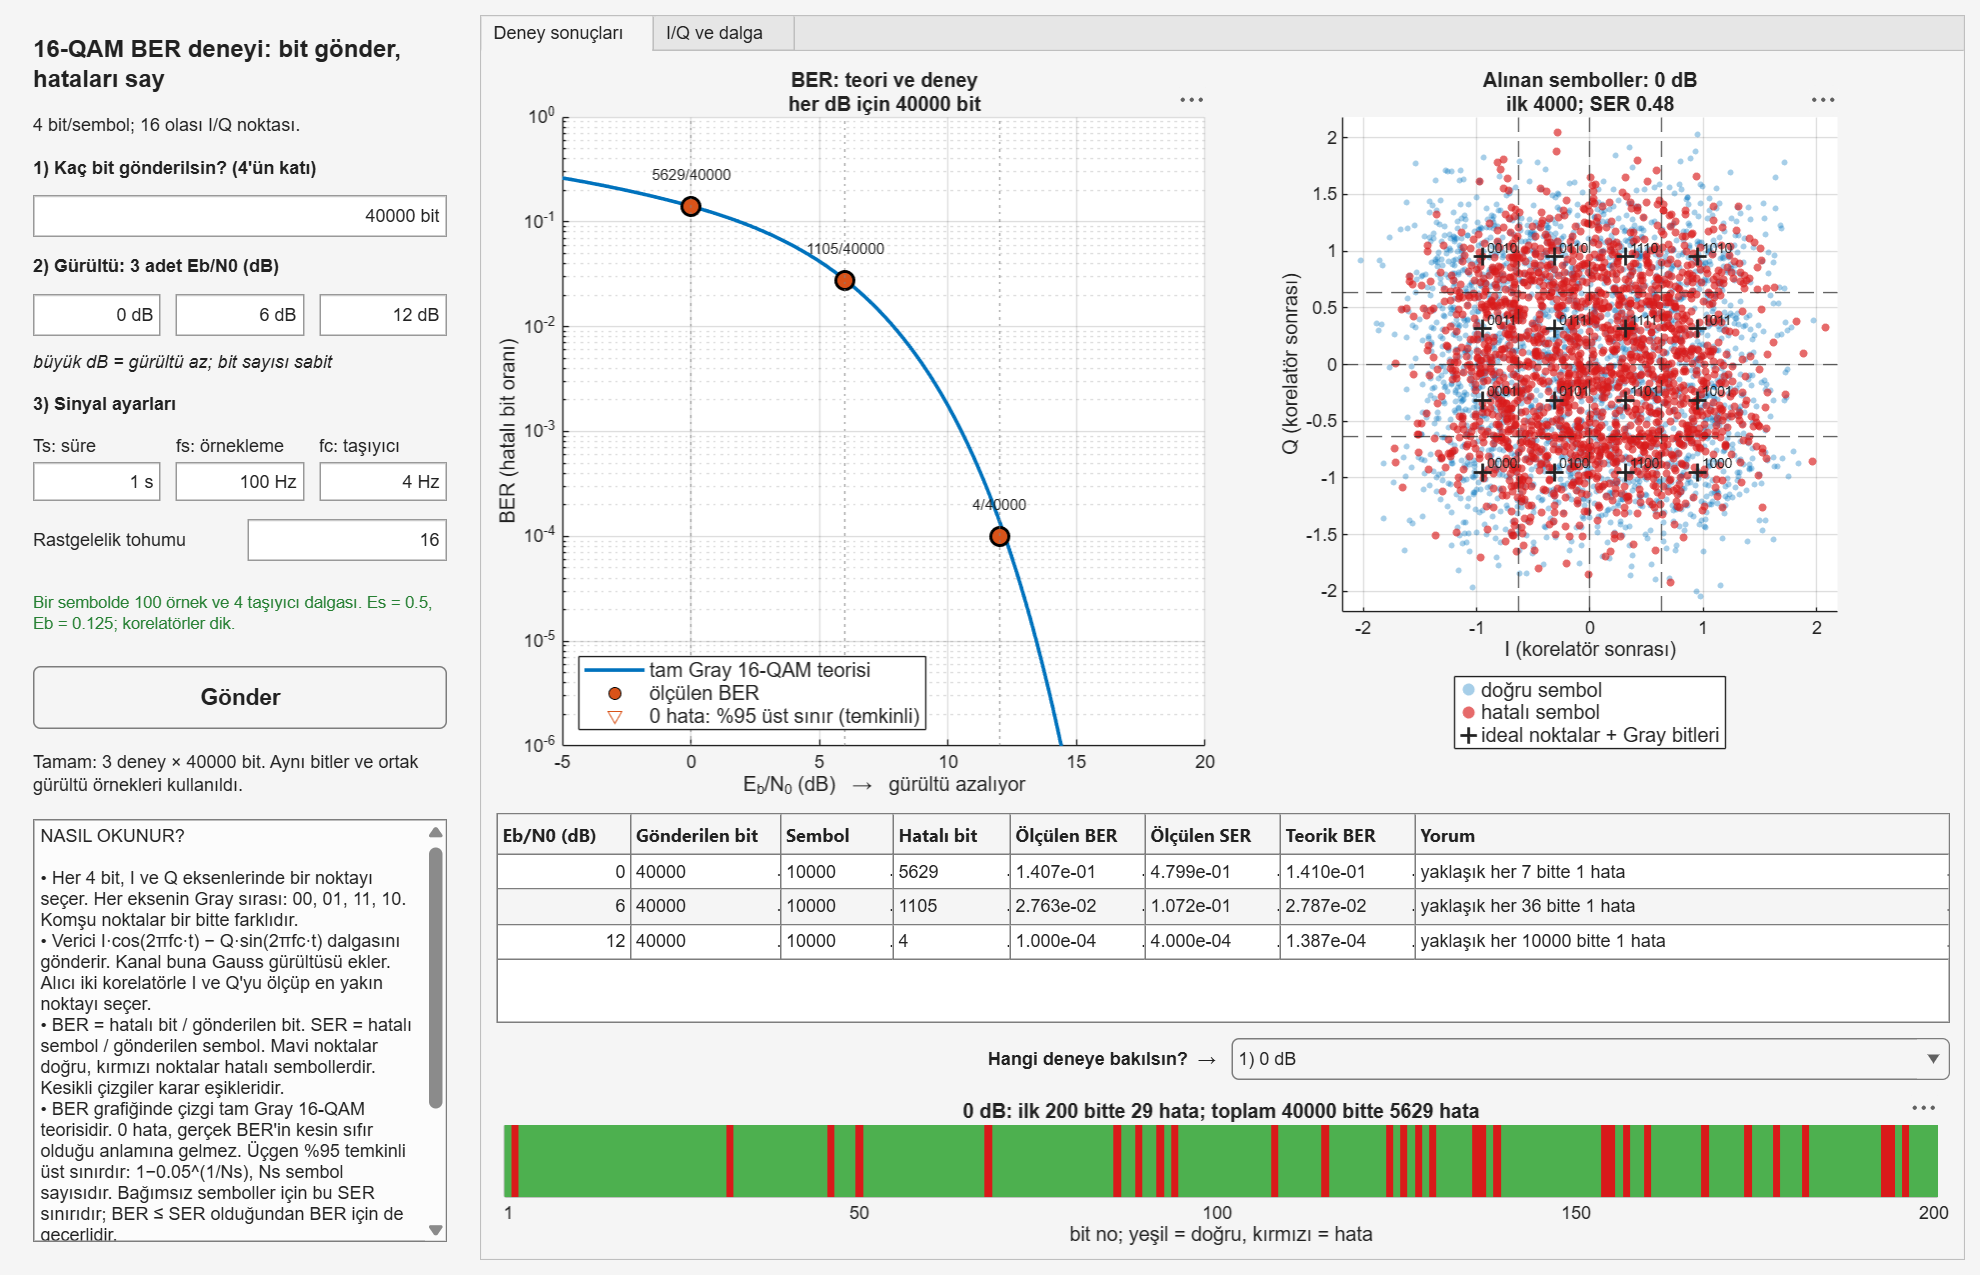 16-QAM BER deneyi: bit gönder,
hataları say
4 bit/sembol; 16 olası I/Q noktası.
1) Kaç bit gönderilsin? (4'ün katı)
40000 bit
2) Gürültü: 3 adet Eb/N0 (dB)
0 dB 6 dB 12 dB
büyük dB = gürültü az; bit sayısı sabit
3) Sinyal ayarları
Ts: süre fs: örnekleme fc: taşıyıcı
1 s 100 Hz 4 Hz
Rastgelelik tohumu 16
Bir sembolde 100 örnek ve 4 taşıyıcı dalgası. Es = 0.5,
Eb = 0.125; korelatörler dik.
Gönder
Tamam: 3 deney × 40000 bit. Aynı bitler ve ortak
gürültü örnekleri kullanıldı.
NASIL OKUNUR?
• Her 4 bit, I ve Q eksenlerinde bir noktayı
seçer. Her eksenin Gray sırası: 00, 01, 11, 10.
Komşu noktalar bir bitte farklıdır.
• Verici I·cos(2πfc·t) − Q·sin(2πfc·t) dalgasını
gönderir. Kanal buna Gauss gürültüsü ekler.
Alıcı iki korelatörle I ve Q'yu ölçüp en yakın
noktayı seçer.
• BER = hatalı bit / gönderilen bit. SER = hatalı
sembol / gönderilen sembol. Mavi noktalar
doğru, kırmızı noktalar hatalı sembollerdir.
Kesikli çizgiler karar eşikleridir.
• BER grafiğinde çizgi tam Gray 16-QAM
teorisidir. 0 hata, gerçek BER'in kesin sıfır
olduğu anlamına gelmez. Üçgen %95 temkinli
üst sınırdır: 1−0.05^(1/Ns), Ns sembol
sayısıdır. Bağımsız semboller için bu SER
sınırıdır; BER ≤ SER olduğundan BER için de
geçerlidir.
Deney sonuçları I/Q ve dalga
BER: teori ve deney
her dB için 40000 bit
10^0
10^-1
10^-2
10^-3
10^-4
10^-5
10^-6
BER (hatalı bit oranı)
5629/40000
1105/40000
4/40000
tam Gray 16-QAM teorisi
ölçülen BER
0 hata: %95 üst sınır (temkinli)
-5 0 5 10 15 20
Eb/N0 (dB) → gürültü azalıyor
Alınan semboller: 0 dB
ilk 4000; SER 0.48
2
1.5
1
0.5
0
-0.5
-1
-1.5
-2
Q (korelatör sonrası)
0010 0110 1110 1010
0011 0111 1111 1011
0001 0101 1101 1001
0000 0100 1100 1000
-2 -1 0 1 2
I (korelatör sonrası)
doğru sembol
hatalı sembol
ideal noktalar + Gray bitleri
Eb/N0 (dB) Gönderilen bit Sembol Hatalı bit Ölçülen BER Ölçülen SER Teorik BER Yorum
0 40000 10000 5629 1.407e-01 4.799e-01 1.410e-01 yaklaşık her 7 bitte 1 hata
6 40000 10000 1105 2.763e-02 1.072e-01 2.787e-02 yaklaşık her 36 bitte 1 hata
12 40000 10000 4 1.000e-04 4.000e-04 1.387e-04 yaklaşık her 10000 bitte 1 hata
Hangi deneye bakılsın? → 1) 0 dB
0 dB: ilk 200 bitte 29 hata; toplam 40000 bitte 5629 hata
1 50 100 150 200
bit no; yeşil = doğru, kırmızı = hata